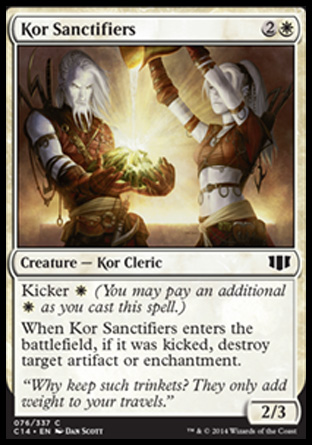 Kor Sanctifiers 2
Creature — Kor Cleric
Kicker (You may pay an additional
as you cast this spell.)
When Kor Sanctifiers enters the
battlefield, if it was kicked, destroy
target artifact or enchantment.
“Why keep such trinkets? They only add
weight to your travels.”
2/3
076/337 C
C14 • EN DAN SCOTT
™ & © 2014 Wizards of the Coast